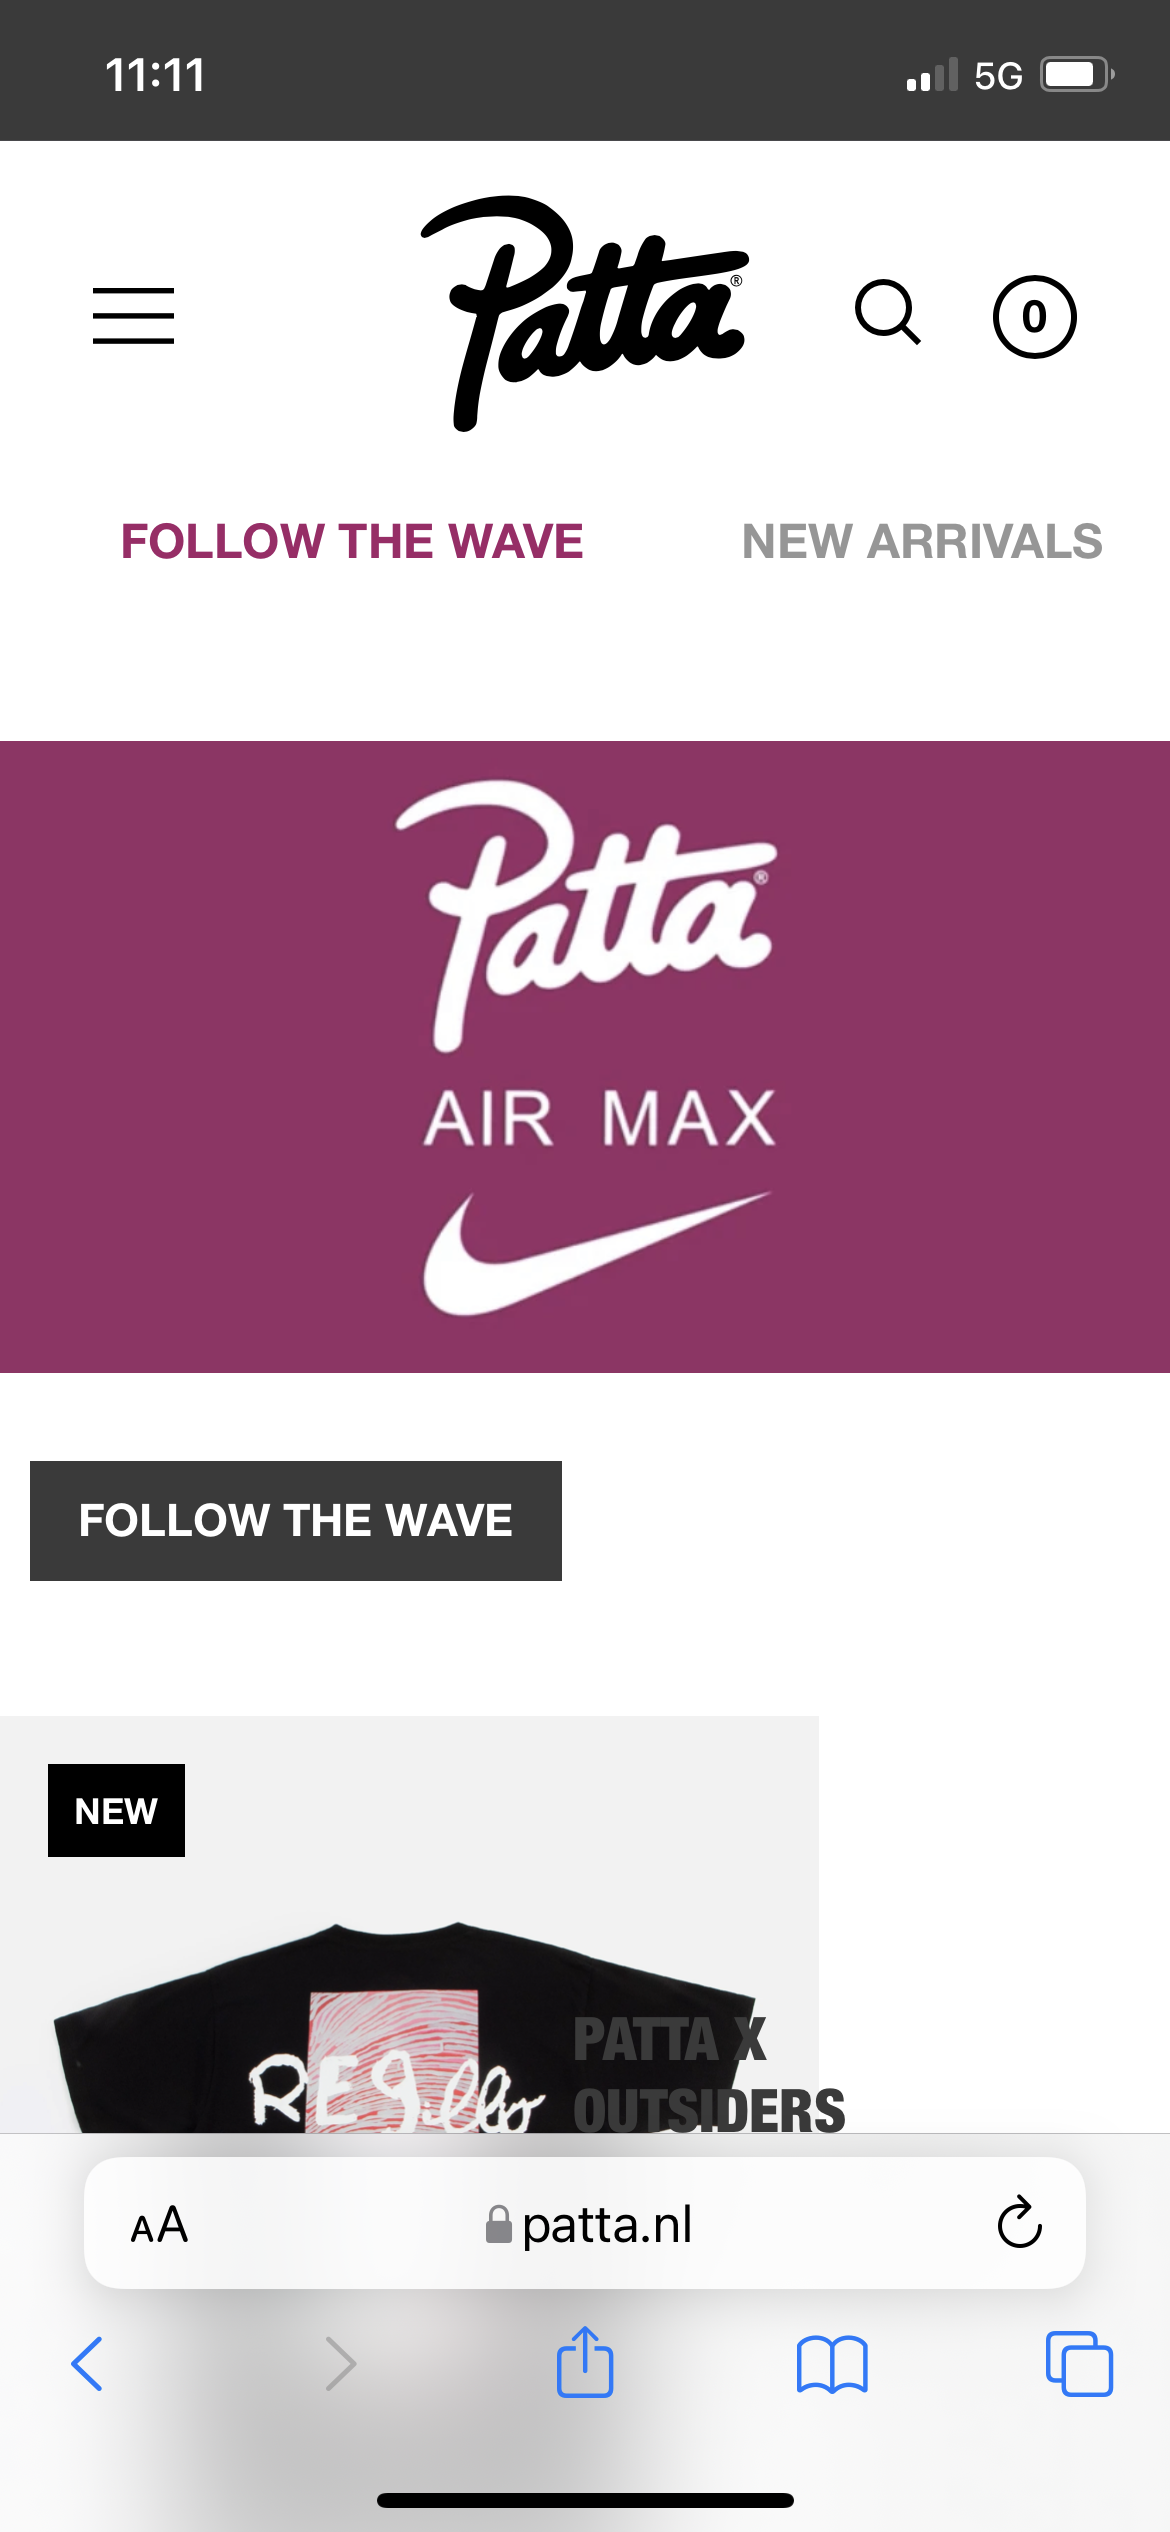 11:11 5G
Patta®
0
FOLLOW THE WAVE NEW ARRIVALS
Patta®
AIR MAX
FOLLOW THE WAVE
NEW
REgillio
PATTA X
OUTSIDERS
AA patta.nl